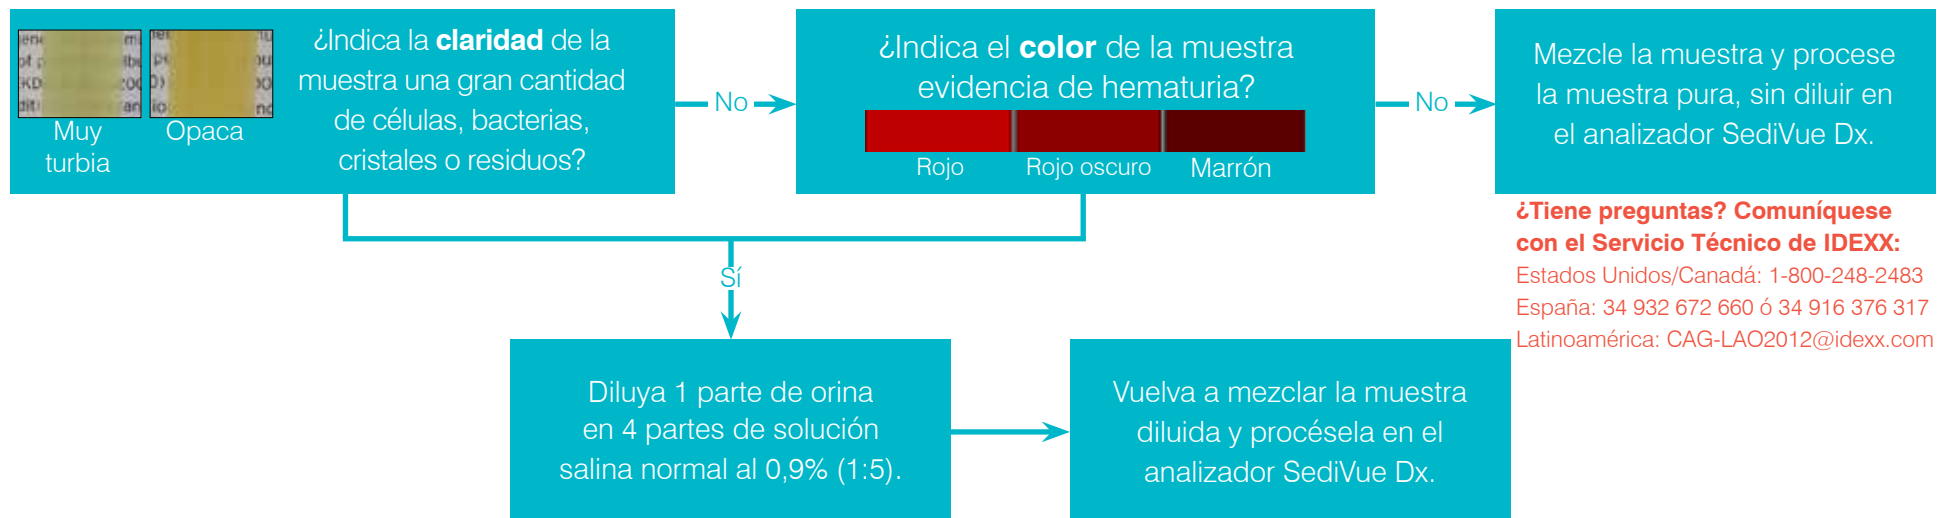 ¿Indica la claridad de la
muestra una gran cantidad
de células, bacterias,
cristales o residuos?
Muy
turbia
Opaca
No
¿Indica el color de la muestra
evidencia de hematuria?
Rojo
Rojo oscuro
Marrón
No
Mezcle la muestra y procese
la muestra pura, sin diluir en
el analizador SediVue Dx.
¿Tiene preguntas? Comuníquese
con el Servicio Técnico de IDEXX:
Estados Unidos/Canadá: 1-800-248-2483
España: 34 932 672 660 ó 34 916 376 317
Latinoamérica: CAG-LAO2012@idexx.com
Sí
Diluya 1 parte de orina
en 4 partes de solución
salina normal al 0,9% (1:5).
Vuelva a mezclar la muestra
diluida y procésela en el
analizador SediVue Dx.